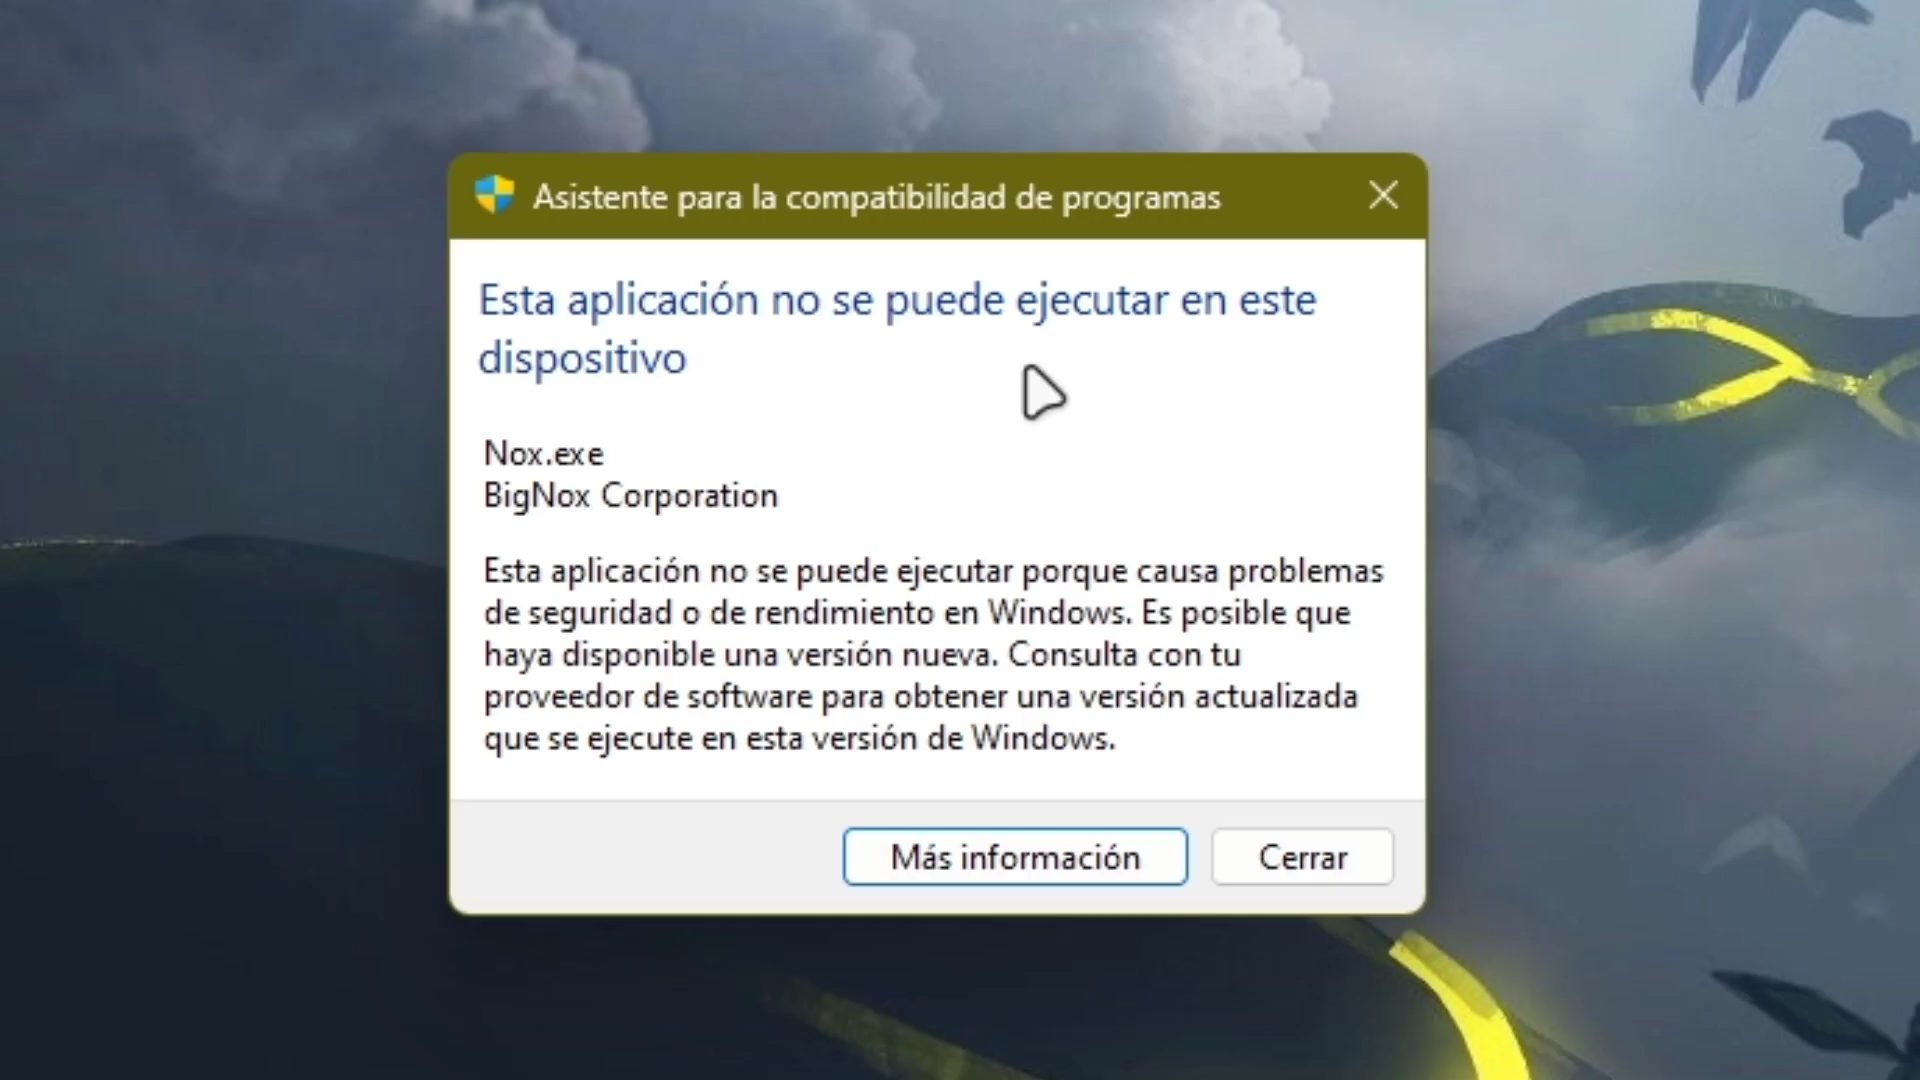 Asistente para la compatibilidad de programas
Esta aplicación no se puede ejecutar en este
dispositivo
Nox.exe
BigNox Corporation
Esta aplicación no se puede ejecutar porque causa problemas
de seguridad o de rendimiento en Windows. Es posible que
haya disponible una versión nueva. Consulta con tu
proveedor de software para obtener una versión actualizada
que se ejecute en esta versión de Windows.
Más información
Cerrar